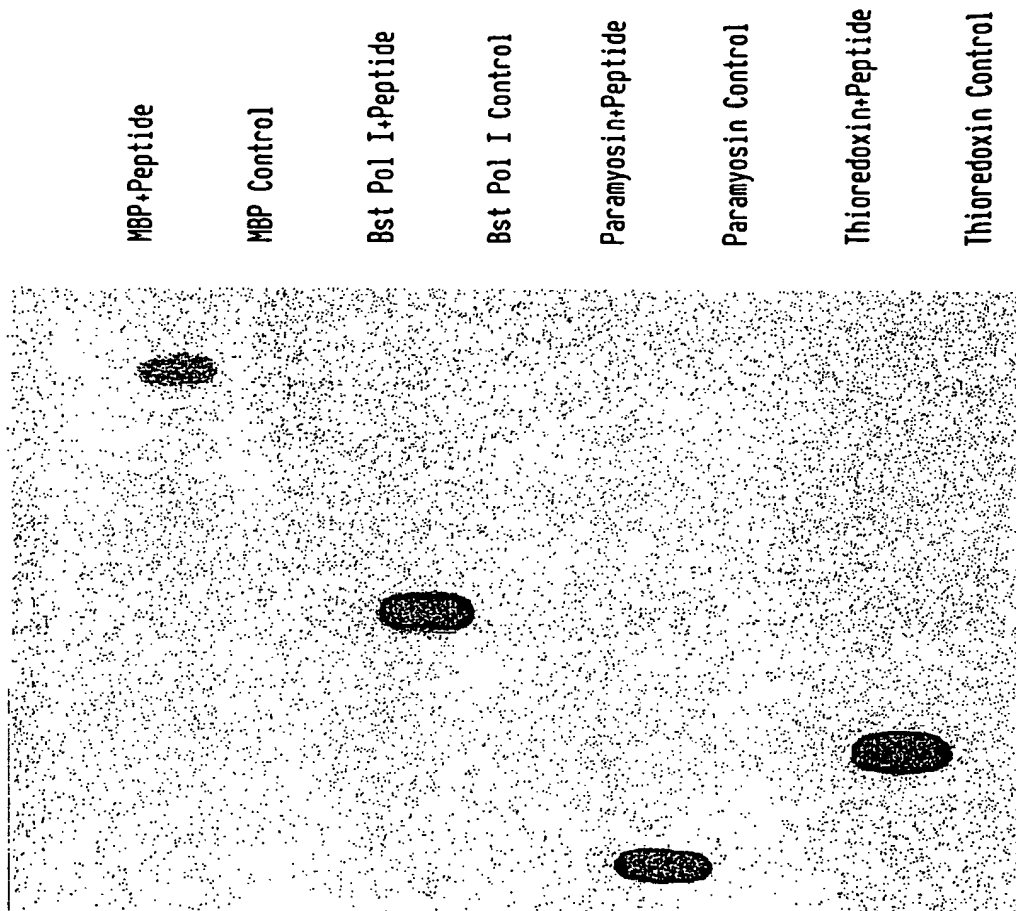 MBP+Peptide
MBP Control
Bst Pol I+Peptide
Bst Pol I Control
Paramyosin+Peptide
Paramyosin Control
Thioredoxin+Peptide
Thioredoxin Control